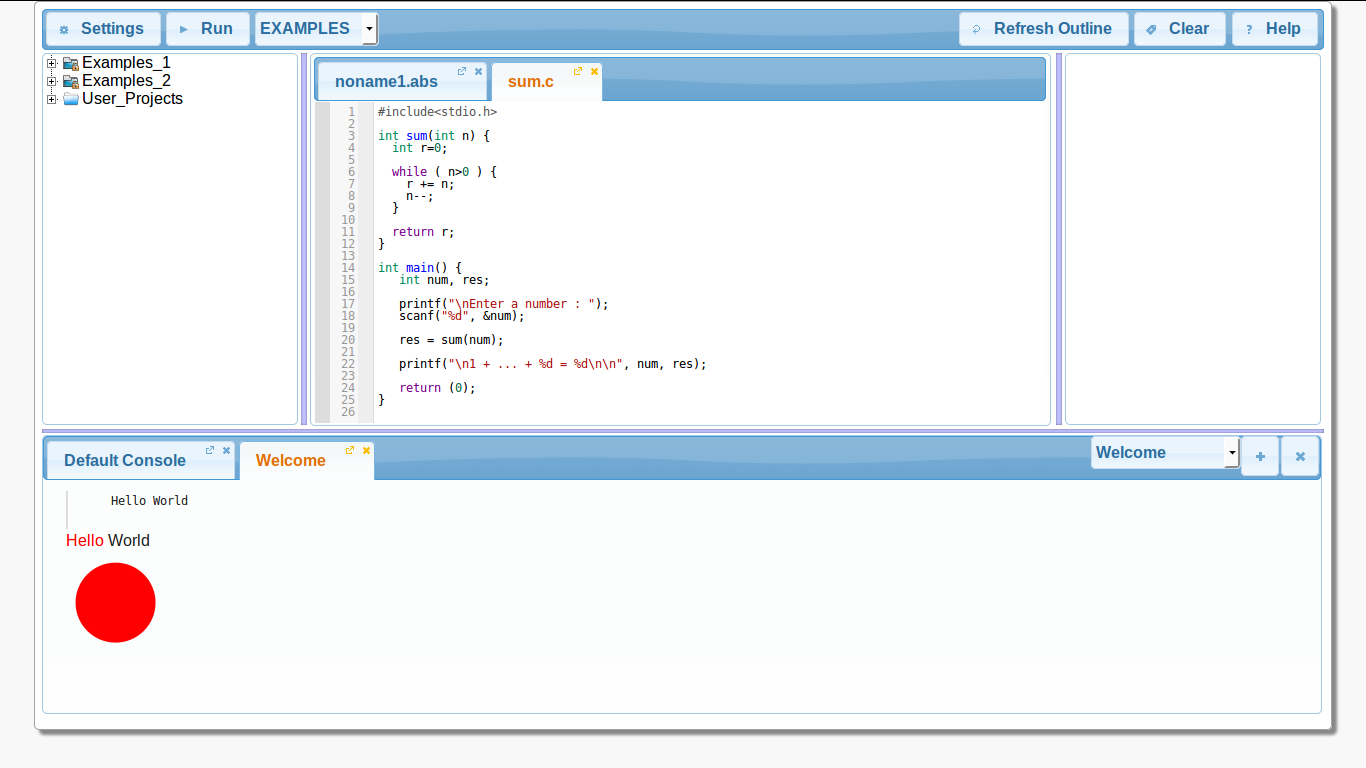 Settings Run EXAMPLES Refresh Outline Clear ? Help
Examples_1
Examples_2
User_Projects
noname1.abs sum.c
1 #include<stdio.h>
2
3 int sum(int n) {
4   int r=0;
5
6   while ( n>0 ) {
7     r += n;
8     n--;
9   }
10
11   return r;
12 }
13
14 int main() {
15    int num, res;
16
17    printf("\nEnter a number : ");
18    scanf("%d", &num);
19
20    res = sum(num);
21
22    printf("\n1 + ... + %d = %d\n\n", num, res);
23
24    return (0);
25 }
26
Default Console Welcome Welcome
Hello World
Hello World